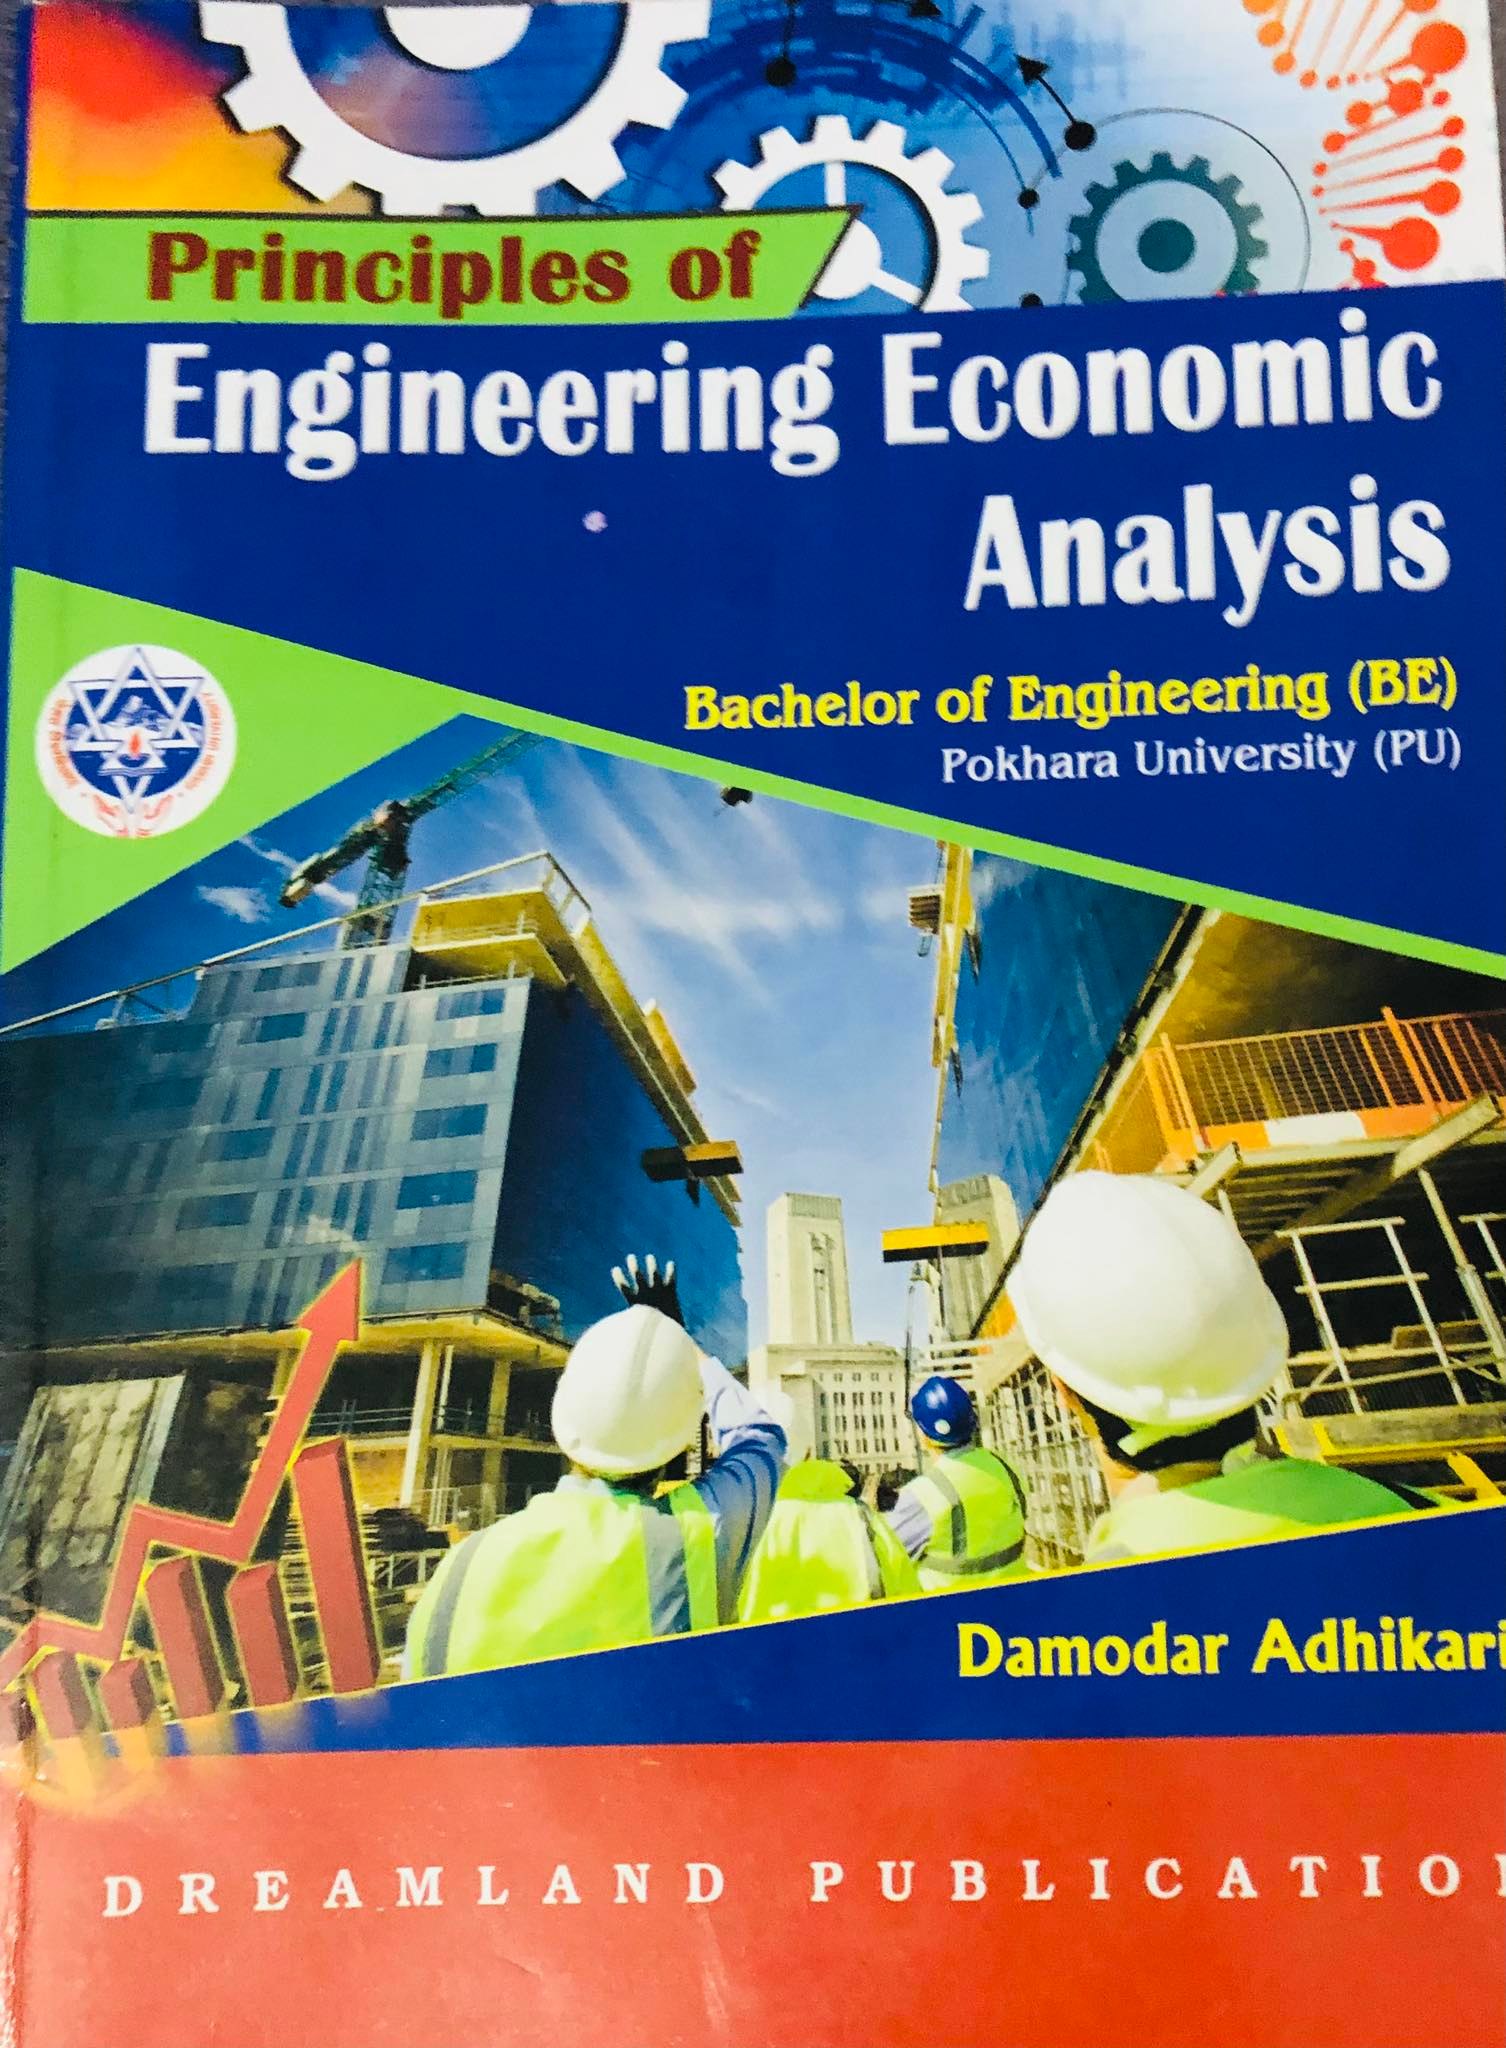 Principles of
Engineering Economic
Analysis
Bachelor of Engineering (BE)
Pokhara University (PU)
Damodar Adhikari
DREAMLAND PUBLICATIO